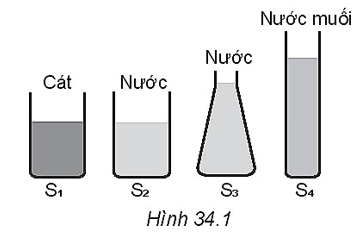 Nước muối
Nước
Cát Nước
S₁ S₂ S₃ S₄
Hình 34.1